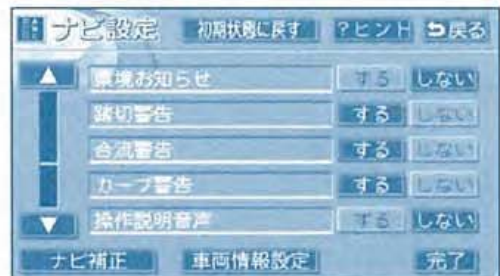 ナビ設定 初期状態に戻す ?ヒント 戻る
環境お知らせ する しない
踏切警告 する しない
合流警告 する しない
カーブ警告 する しない
操作説明音声 する しない
ナビ補正 車両情報設定 完了